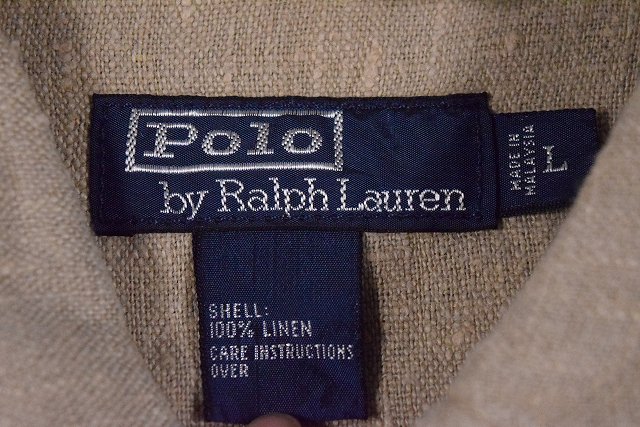 Polo
by Ralph Lauren
MADE IN
MALAYSIA
L
SHELL:
100% LINEN
CARE INSTRUCTIONS
OVER